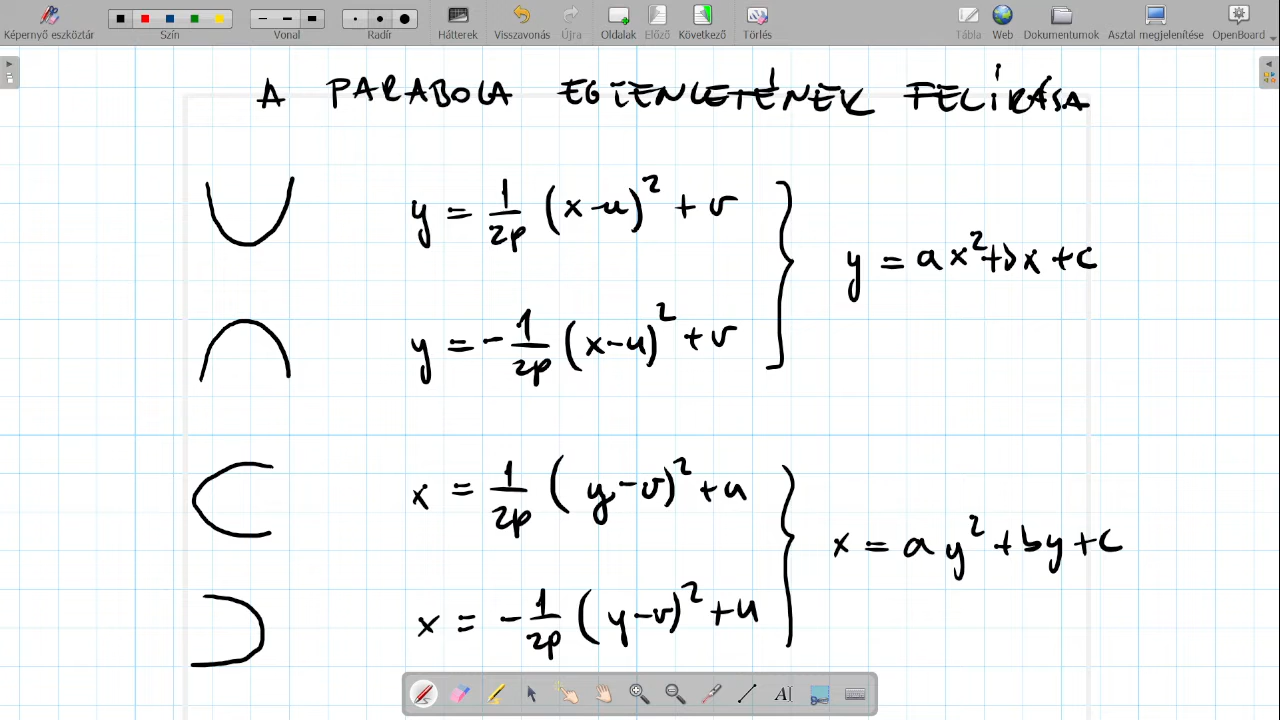 Képernyő eszköztár Szín Vonal Radír Hátterek Visszavonás Újra Oldalak Előző Következő Törlés Tábla Web Dokumentumok Asztal megjelenítése OpenBoard
A PARABOLA EGYENLETÉNEK FELÍRÁSA
y = 1/2p (x-u)² + v
y = ax²+bx+c
y = -1/2p (x-u)² + v
x = 1/2p (y-v)² + u
x = ay²+by+c
x = -1/2p (y-v)² + u
A